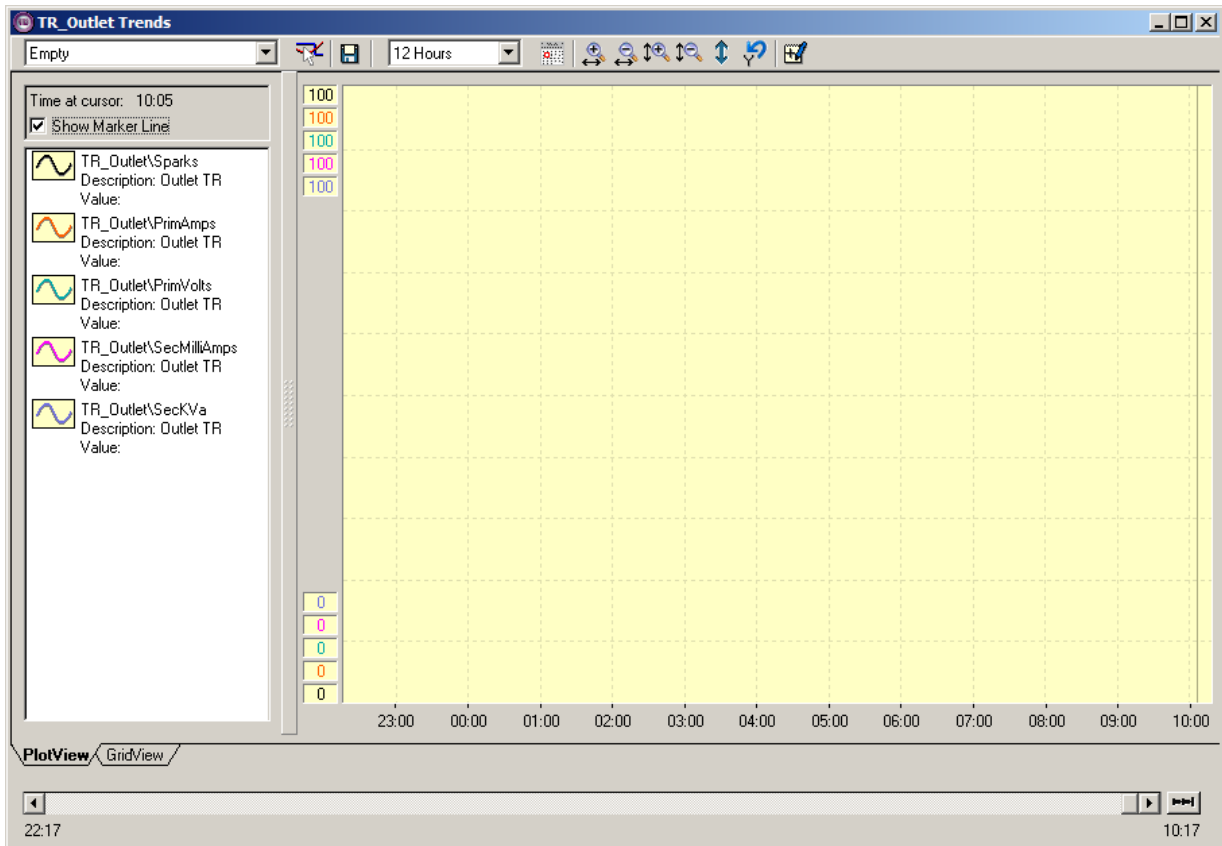 TR_Outlet Trends
Empty
12 Hours
Time at cursor: 10:05
Show Marker Line
TR_Outlet\Sparks
Description: Outlet TR
Value:
TR_Outlet\PrimAmps
Description: Outlet TR
Value:
TR_Outlet\PrimVolts
Description: Outlet TR
Value:
TR_Outlet\SecMilliAmps
Description: Outlet TR
Value:
TR_Outlet\SecKVa
Description: Outlet TR
Value:
100
100
100
100
100
0
0
0
0
0
23:00 00:00 01:00 02:00 03:00 04:00 05:00 06:00 07:00 08:00 09:00 10:00
PlotView GridView
22:17 10:17